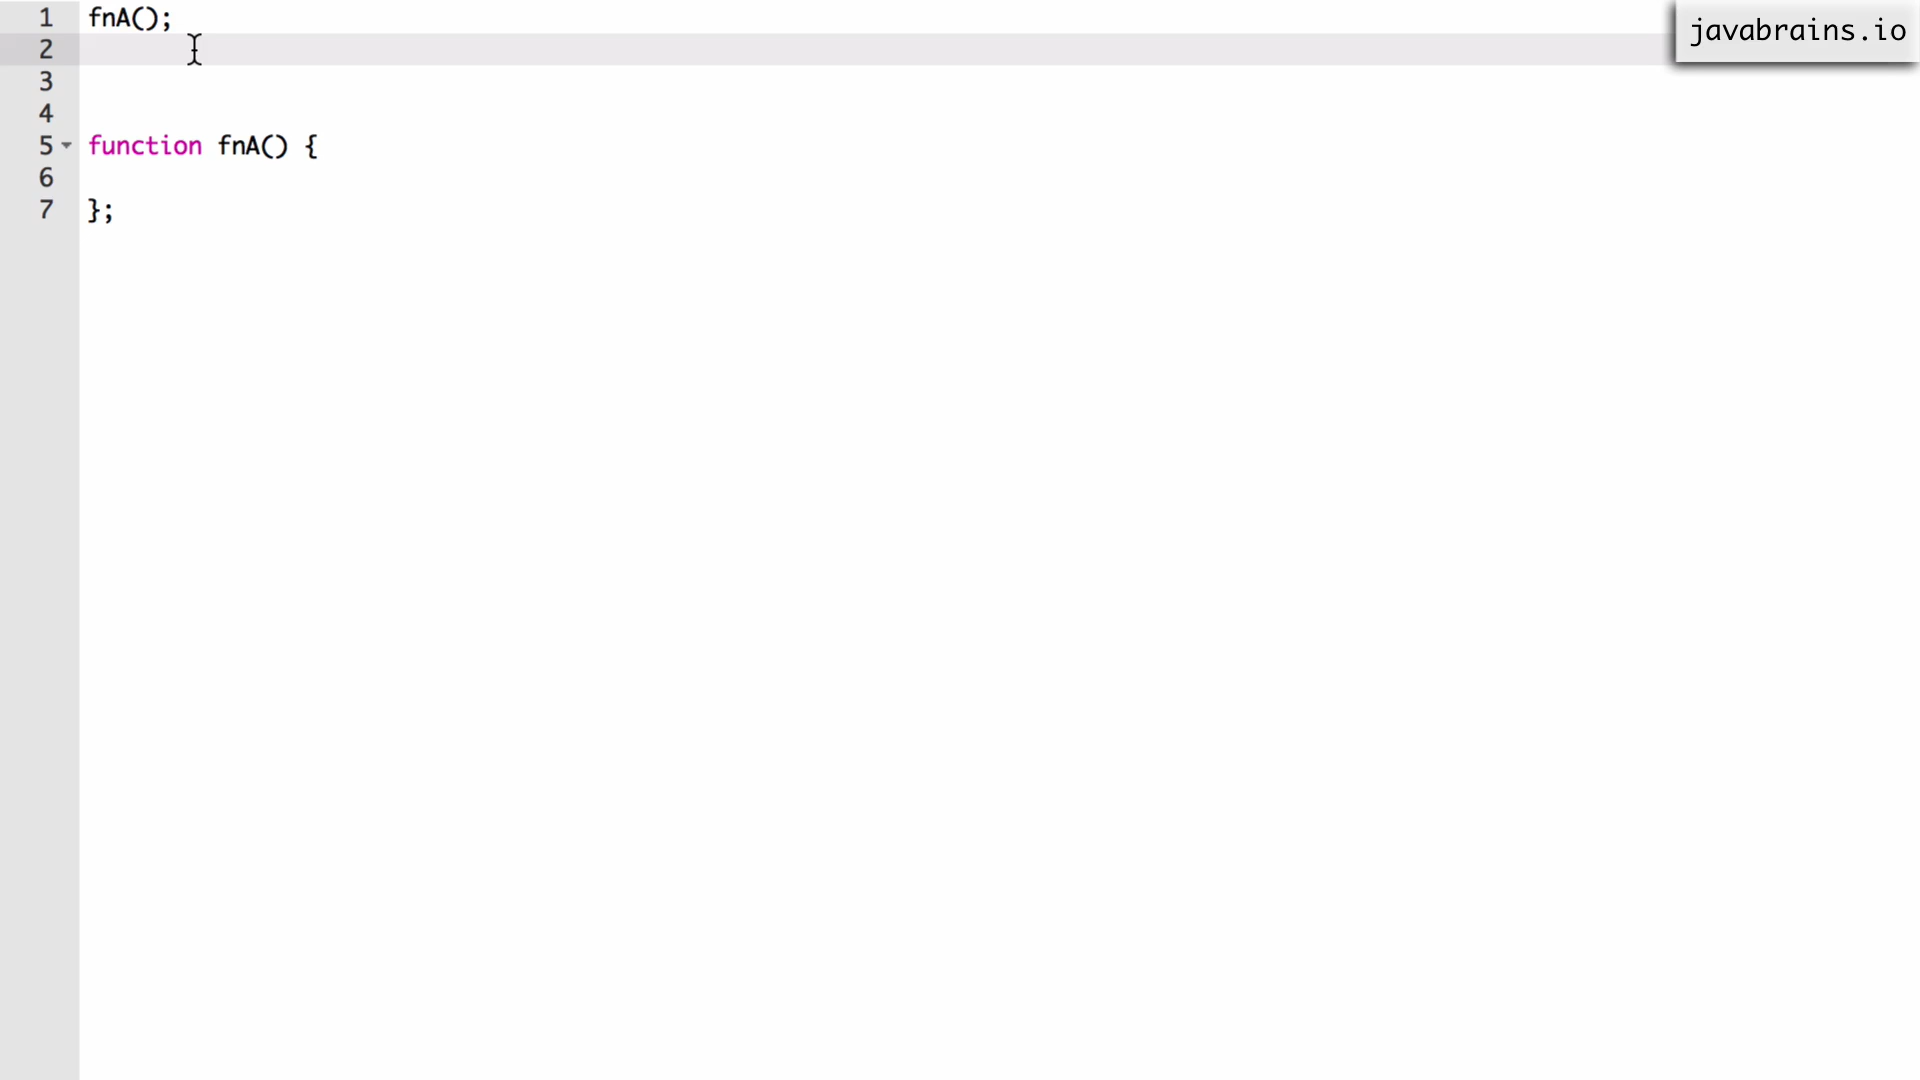 1 fnA();
2
3
4
5 function fnA() {
6
7 };
javabrains.io